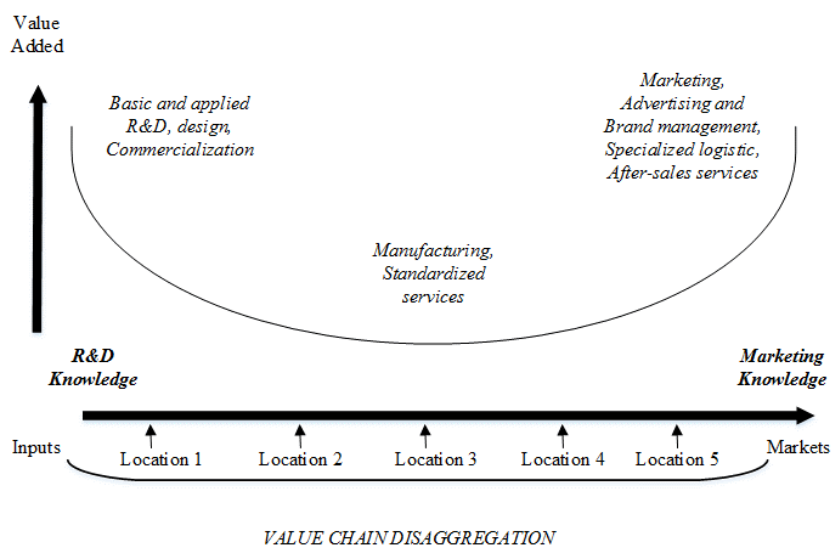 Value
Added
Basic and applied
R&D, design,
Commercialization
Marketing,
Advertising and
Brand management,
Specialized logistic,
After-sales services
Manufacturing,
Standardized
services
R&D
Knowledge
Marketing
Knowledge
Inputs
Location 1
Location 2
Location 3
Location 4
Location 5
Markets
VALUE CHAIN DISAGGREGATION